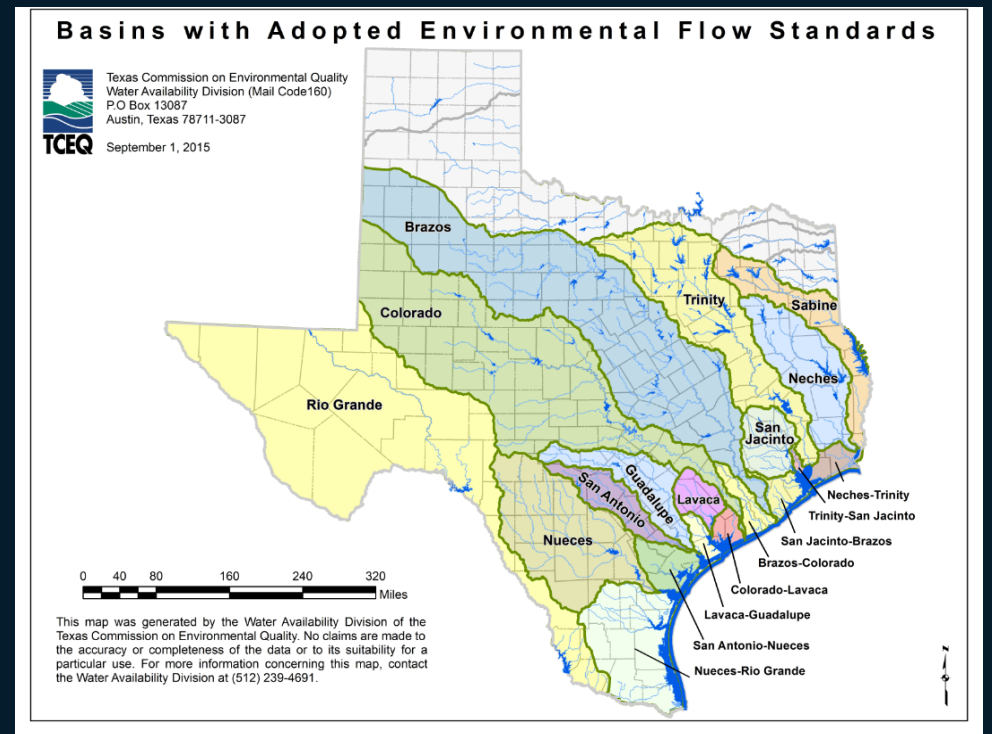 Basins with Adopted Environmental Flow Standards
Texas Commission on Environmental Quality
Water Availability Division (Mail Code160)
P.O Box 13087
Austin, Texas 78711-3087
TCEQ
September 1, 2015
Brazos
Trinity
Sabine
Colorado
Neches
Rio Grande
San
Jacinto
Guadalupe
San Antonio
Lavaca
Nueces
Neches-Trinity
Trinity-San Jacinto
San Jacinto-Brazos
Brazos-Colorado
Colorado-Lavaca
Lavaca-Guadalupe
San Antonio-Nueces
Nueces-Rio Grande
0 40 80 160 240 320
Miles
This map was generated by the Water Availability Division of the
Texas Commission on Environmental Quality. No claims are made to
the accuracy or completeness of the data or to its suitability for a
particular use. For more information concerning this map, contact
the Water Availability Division at (512) 239-4691.
N